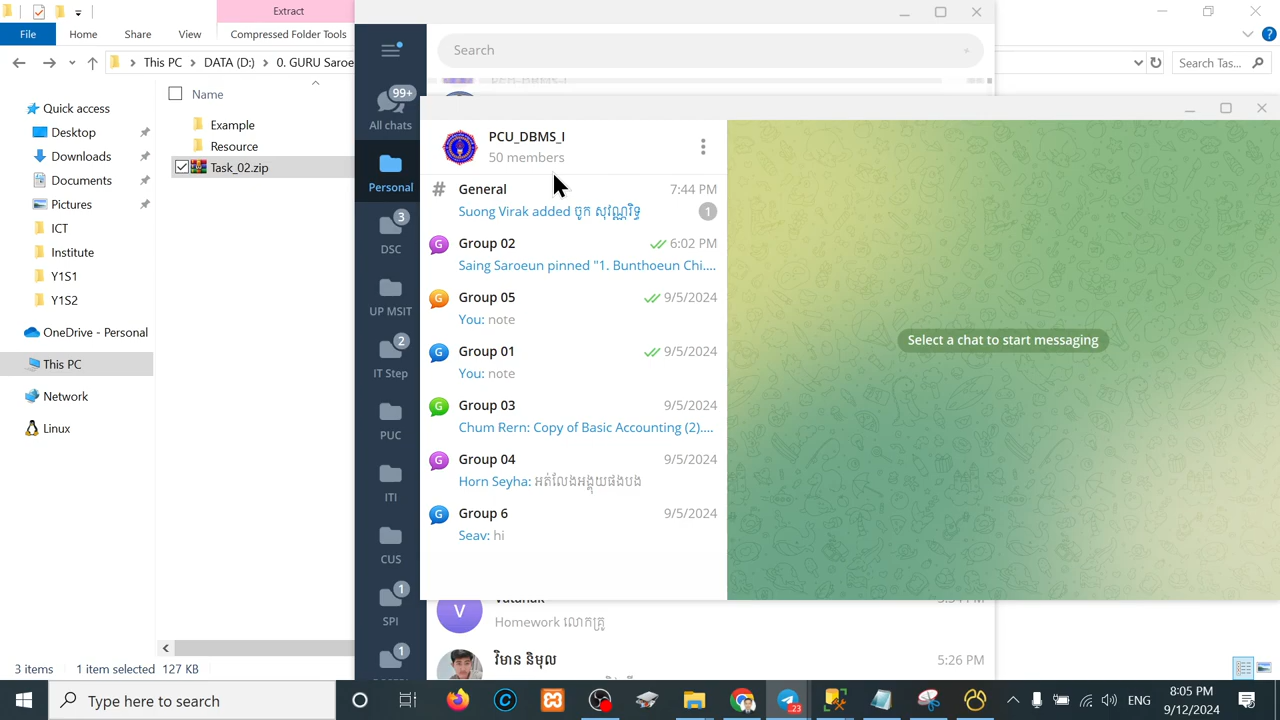 Extract
File
Home
Share
View
Compressed Folder Tools
This PC
DATA (D:)
0. GURU Saroe
Search Tas...
Name
Quick access
Desktop
Downloads
Documents
Pictures
ICT
Institute
Y1S1
Y1S2
OneDrive - Personal
This PC
Network
Linux
Example
Resource
Task_02.zip
3 items
1 item selected
127 KB
Search
99+
All chats
Personal
3
DSC
UP MSIT
2
IT Step
PUC
ITI
CUS
1
SPI
1
PCU_DBMS_I
50 members
# General 7:44 PM
Suong Virak added ចូក សុវណ្ណារិទ្ធ 1
G Group 02 6:02 PM
Saing Saroeun pinned "1. Bunthoeun Chi....
G Group 05 9/5/2024
You: note
G Group 01 9/5/2024
You: note
G Group 03 9/5/2024
Chum Rern: Copy of Basic Accounting (2)....
G Group 04 9/5/2024
Horn Seyha: អត់លែងអង្គុយផងបង
G Group 6 9/5/2024
Seav: hi
Select a chat to start messaging
V
Homework លោកគ្រូ
វិមាន និមុល
5:26 PM
Type here to search
23
ENG
8:05 PM
9/12/2024